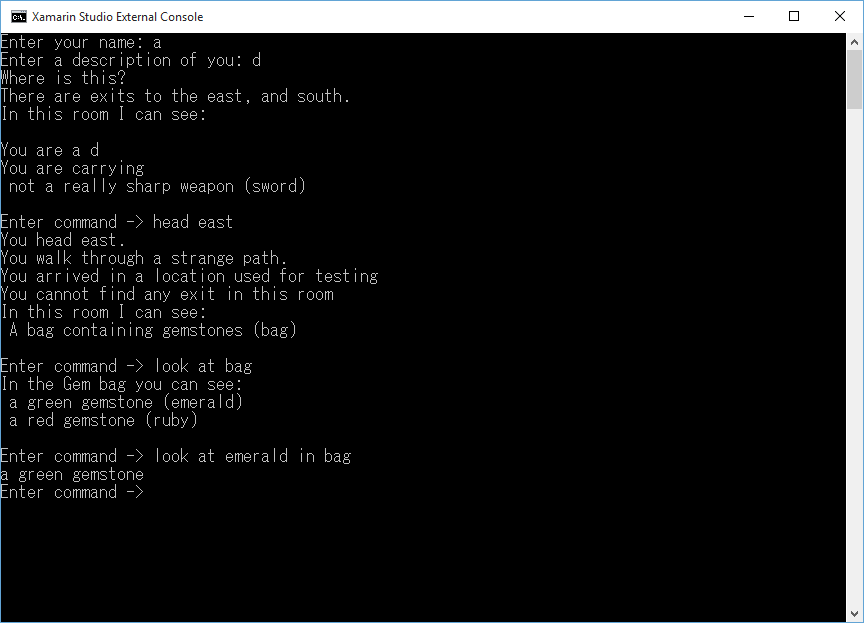 Xamarin Studio External Console
Enter your name: a
Enter a description of you: d
Where is this?
There are exits to the east, and south.
In this room I can see:
You are a d
You are carrying
not a really sharp weapon (sword)
Enter command -> head east
You head east.
You walk through a strange path.
You arrived in a location used for testing
You cannot find any exit in this room
In this room I can see:
A bag containing gemstones (bag)
Enter command -> look at bag
In the Gem bag you can see:
a green gemstone (emerald)
a red gemstone (ruby)
Enter command -> look at emerald in bag
a green gemstone
Enter command ->